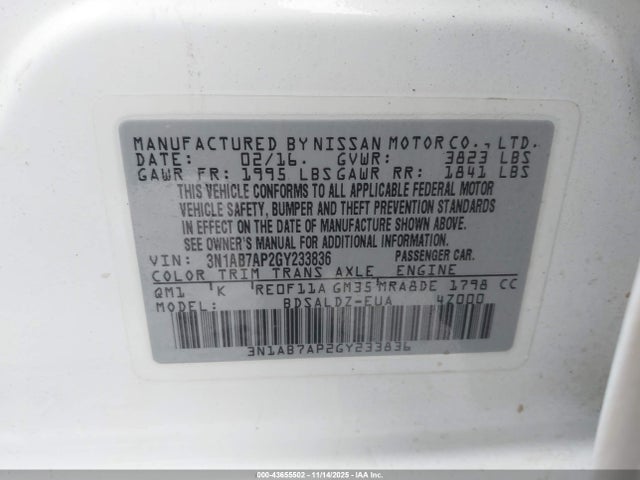 MANUFACTURED BY NISSAN MOTOR CO., LTD.
DATE: 02/16. GVWR: 3823 LBS
GAWR FR: 1995 LBS GAWR RR: 1841 LBS
THIS VEHICLE CONFORMS TO ALL APPLICABLE FEDERAL MOTOR
VEHICLE SAFETY, BUMPER AND THEFT PREVENTION STANDARDS
IN EFFECT ON THE DATE OF MANUFACTURE SHOWN ABOVE.
SEE OWNER'S MANUAL FOR ADDITIONAL INFORMATION.
VIN: 3N1AB7AP2GY233836 PASSENGER CAR.
COLOR TRIM TRANS AXLE ENGINE
QM1 K RE0F11A GM35 MRA8DE 1798 CC
MODEL: BDSALDZ-EUA 4Z000
3N1AB7AP2GY233836
000-43655502 - 11/14/2025 - IAAI.COM